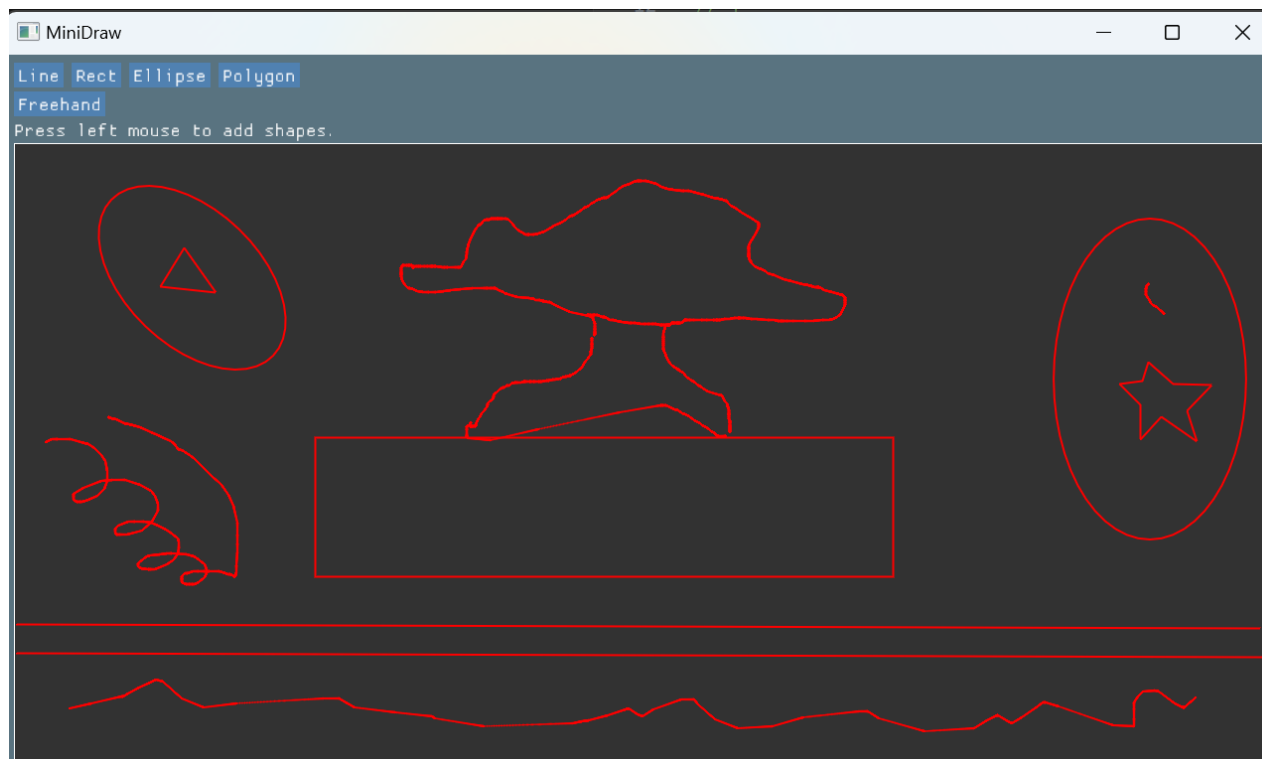 MiniDraw
Line Rect Ellipse Polygon
Freehand
Press left mouse to add shapes.